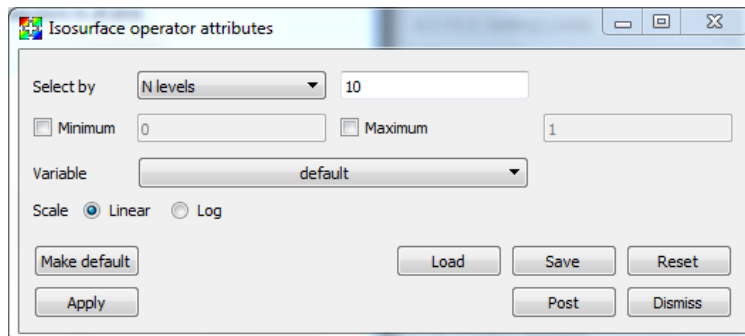 Isosurface operator attributes
Select by N levels 10
Minimum 0 Maximum 1
Variable default
Scale Linear Log
Make default Load Save Reset
Apply Post Dismiss